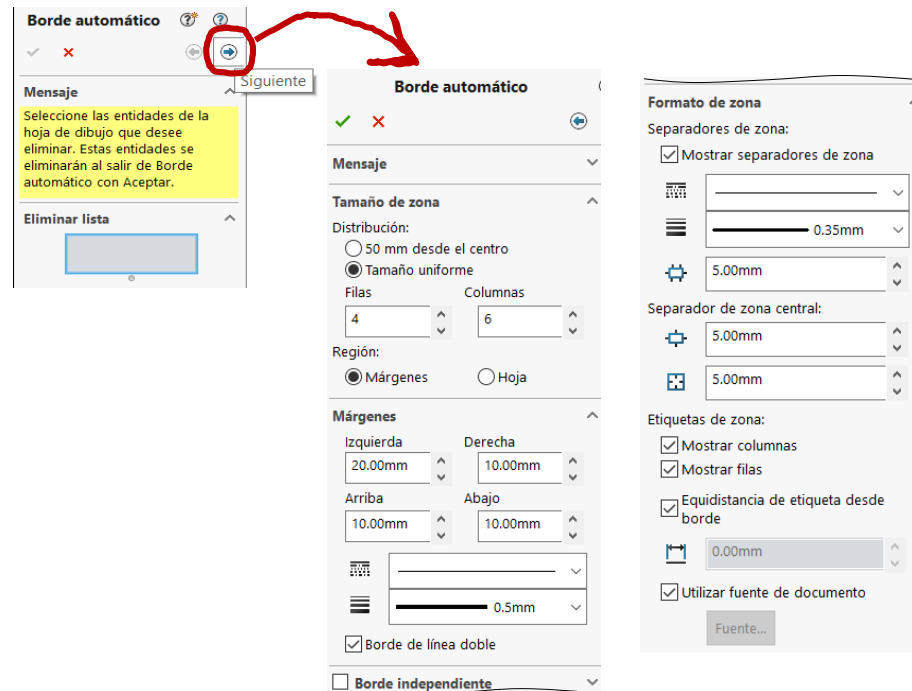 Borde automático
Siguiente
Mensaje
Seleccione las entidades de la
hoja de dibujo que desee
eliminar. Estas entidades se
eliminarán al salir de Borde
automático con Aceptar.
Eliminar lista
Borde automático
Mensaje
Tamaño de zona
Distribución:
50 mm desde el centro
Tamaño uniforme
Filas Columnas
4 6
Región:
Márgenes Hoja
Márgenes
Izquierda Derecha
20.00mm 10.00mm
Arriba Abajo
10.00mm 10.00mm
0.5mm
Borde de línea doble
Borde independiente
Formato de zona
Separadores de zona:
Mostrar separadores de zona
0.35mm
5.00mm
Separador de zona central:
5.00mm
5.00mm
Etiquetas de zona:
Mostrar columnas
Mostrar filas
Equidistancia de etiqueta desde
borde
0.00mm
Utilizar fuente de documento
Fuente...